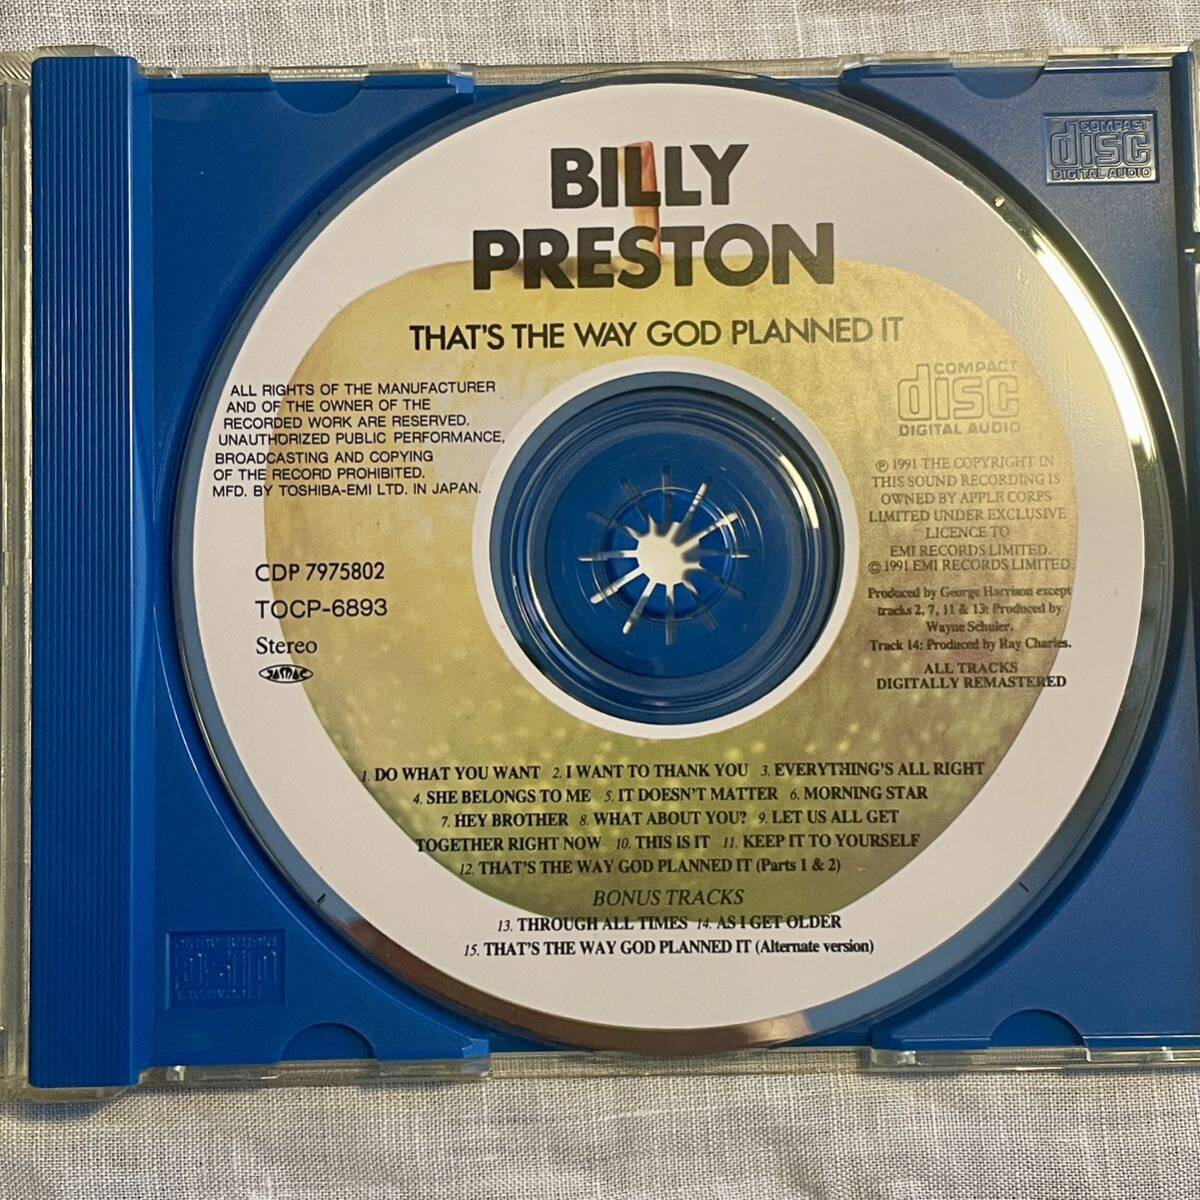 BILLY
PRESTON
THAT'S THE WAY GOD PLANNED IT
ALL RIGHTS OF THE MANUFACTURER
AND OF THE OWNER OF THE
RECORDED WORK ARE RESERVED.
UNAUTHORIZED PUBLIC PERFORMANCE,
BROADCASTING AND COPYING
OF THE RECORD PROHIBITED.
MFD. BY TOSHIBA-EMI LTD. IN JAPAN.
CDP 7975802
TOCP-6893
Stereo
JASRAC
COMPACT
disc
DIGITAL AUDIO
℗ 1991 THE COPYRIGHT IN
THIS SOUND RECORDING IS
OWNED BY APPLE CORPS
LIMITED UNDER EXCLUSIVE
LICENCE TO
EMI RECORDS LIMITED.
© 1991 EMI RECORDS LIMITED.
Produced by George Harrison except
tracks 2, 7, 11 & 13: Produced by
Wayne Schuler.
Track 14: Produced by Ray Charles.
ALL TRACKS
DIGITALLY REMASTERED
1. DO WHAT YOU WANT 2. I WANT TO THANK YOU 3. EVERYTHING'S ALL RIGHT
4. SHE BELONGS TO ME 5. IT DOESN'T MATTER 6. MORNING STAR
7. HEY BROTHER 8. WHAT ABOUT YOU? 9. LET US ALL GET
TOGETHER RIGHT NOW 10. THIS IS IT 11. KEEP IT TO YOURSELF
12. THAT'S THE WAY GOD PLANNED IT (Parts 1 & 2)
BONUS TRACKS
13. THROUGH ALL TIMES 14. AS I GET OLDER
15. THAT'S THE WAY GOD PLANNED IT (Alternate version)
COMPACT
disc
DIGITAL AUDIO
COMPACT
disc
DIGITAL AUDIO